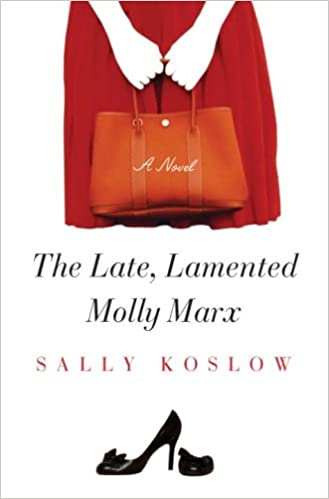 A Novel
The Late, Lamented
Molly Marx
SALLY KOSLOW